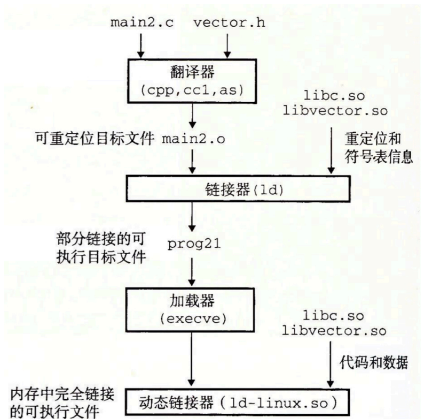 main2.c vector.h
翻译器
(cpp,cc1,as)
libc.so
libvector.so
可重定位目标文件 main2.o
重定位和
符号表信息
链接器(ld)
部分链接的可
执行目标文件
prog21
加载器
(execve)
libc.so
libvector.so
代码和数据
内存中完全链接
的可执行文件
动态链接器(ld-linux.so)